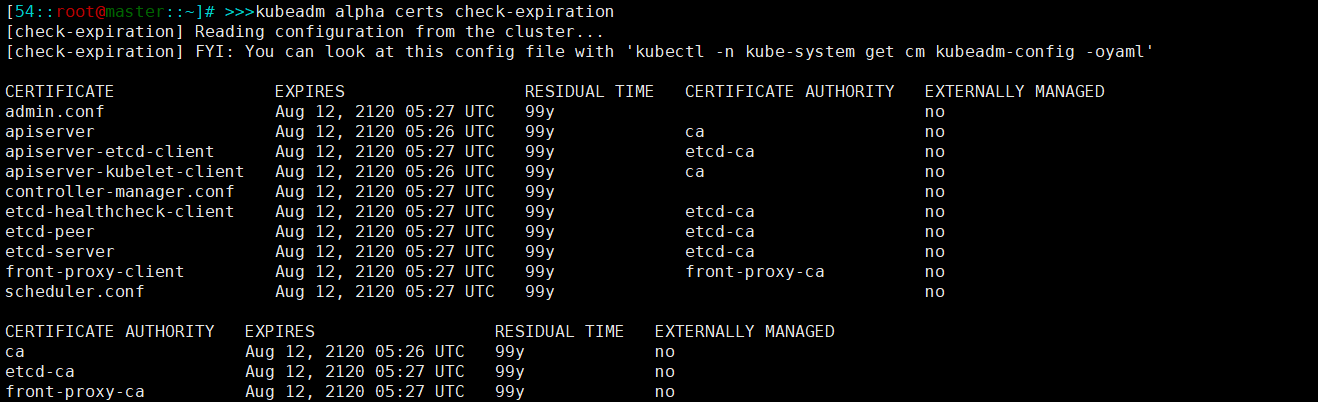 [54::root@master::~]# >>>kubeadm alpha certs check-expiration
[check-expiration] Reading configuration from the cluster...
[check-expiration] FYI: You can look at this config file with 'kubectl -n kube-system get cm kubeadm-config -oyaml'
CERTIFICATE                EXPIRES                  RESIDUAL TIME   CERTIFICATE AUTHORITY   EXTERNALLY MANAGED
admin.conf                 Aug 12, 2120 05:27 UTC   99y                                     no
apiserver                  Aug 12, 2120 05:26 UTC   99y             ca                      no
apiserver-etcd-client      Aug 12, 2120 05:27 UTC   99y             etcd-ca                 no
apiserver-kubelet-client   Aug 12, 2120 05:26 UTC   99y             ca                      no
controller-manager.conf    Aug 12, 2120 05:27 UTC   99y                                     no
etcd-healthcheck-client    Aug 12, 2120 05:27 UTC   99y             etcd-ca                 no
etcd-peer                  Aug 12, 2120 05:27 UTC   99y             etcd-ca                 no
etcd-server                Aug 12, 2120 05:27 UTC   99y             etcd-ca                 no
front-proxy-client         Aug 12, 2120 05:27 UTC   99y             front-proxy-ca          no
scheduler.conf             Aug 12, 2120 05:27 UTC   99y                                     no
CERTIFICATE AUTHORITY   EXPIRES                  RESIDUAL TIME   EXTERNALLY MANAGED
ca                      Aug 12, 2120 05:26 UTC   99y             no
etcd-ca                 Aug 12, 2120 05:27 UTC   99y             no
front-proxy-ca          Aug 12, 2120 05:27 UTC   99y             no